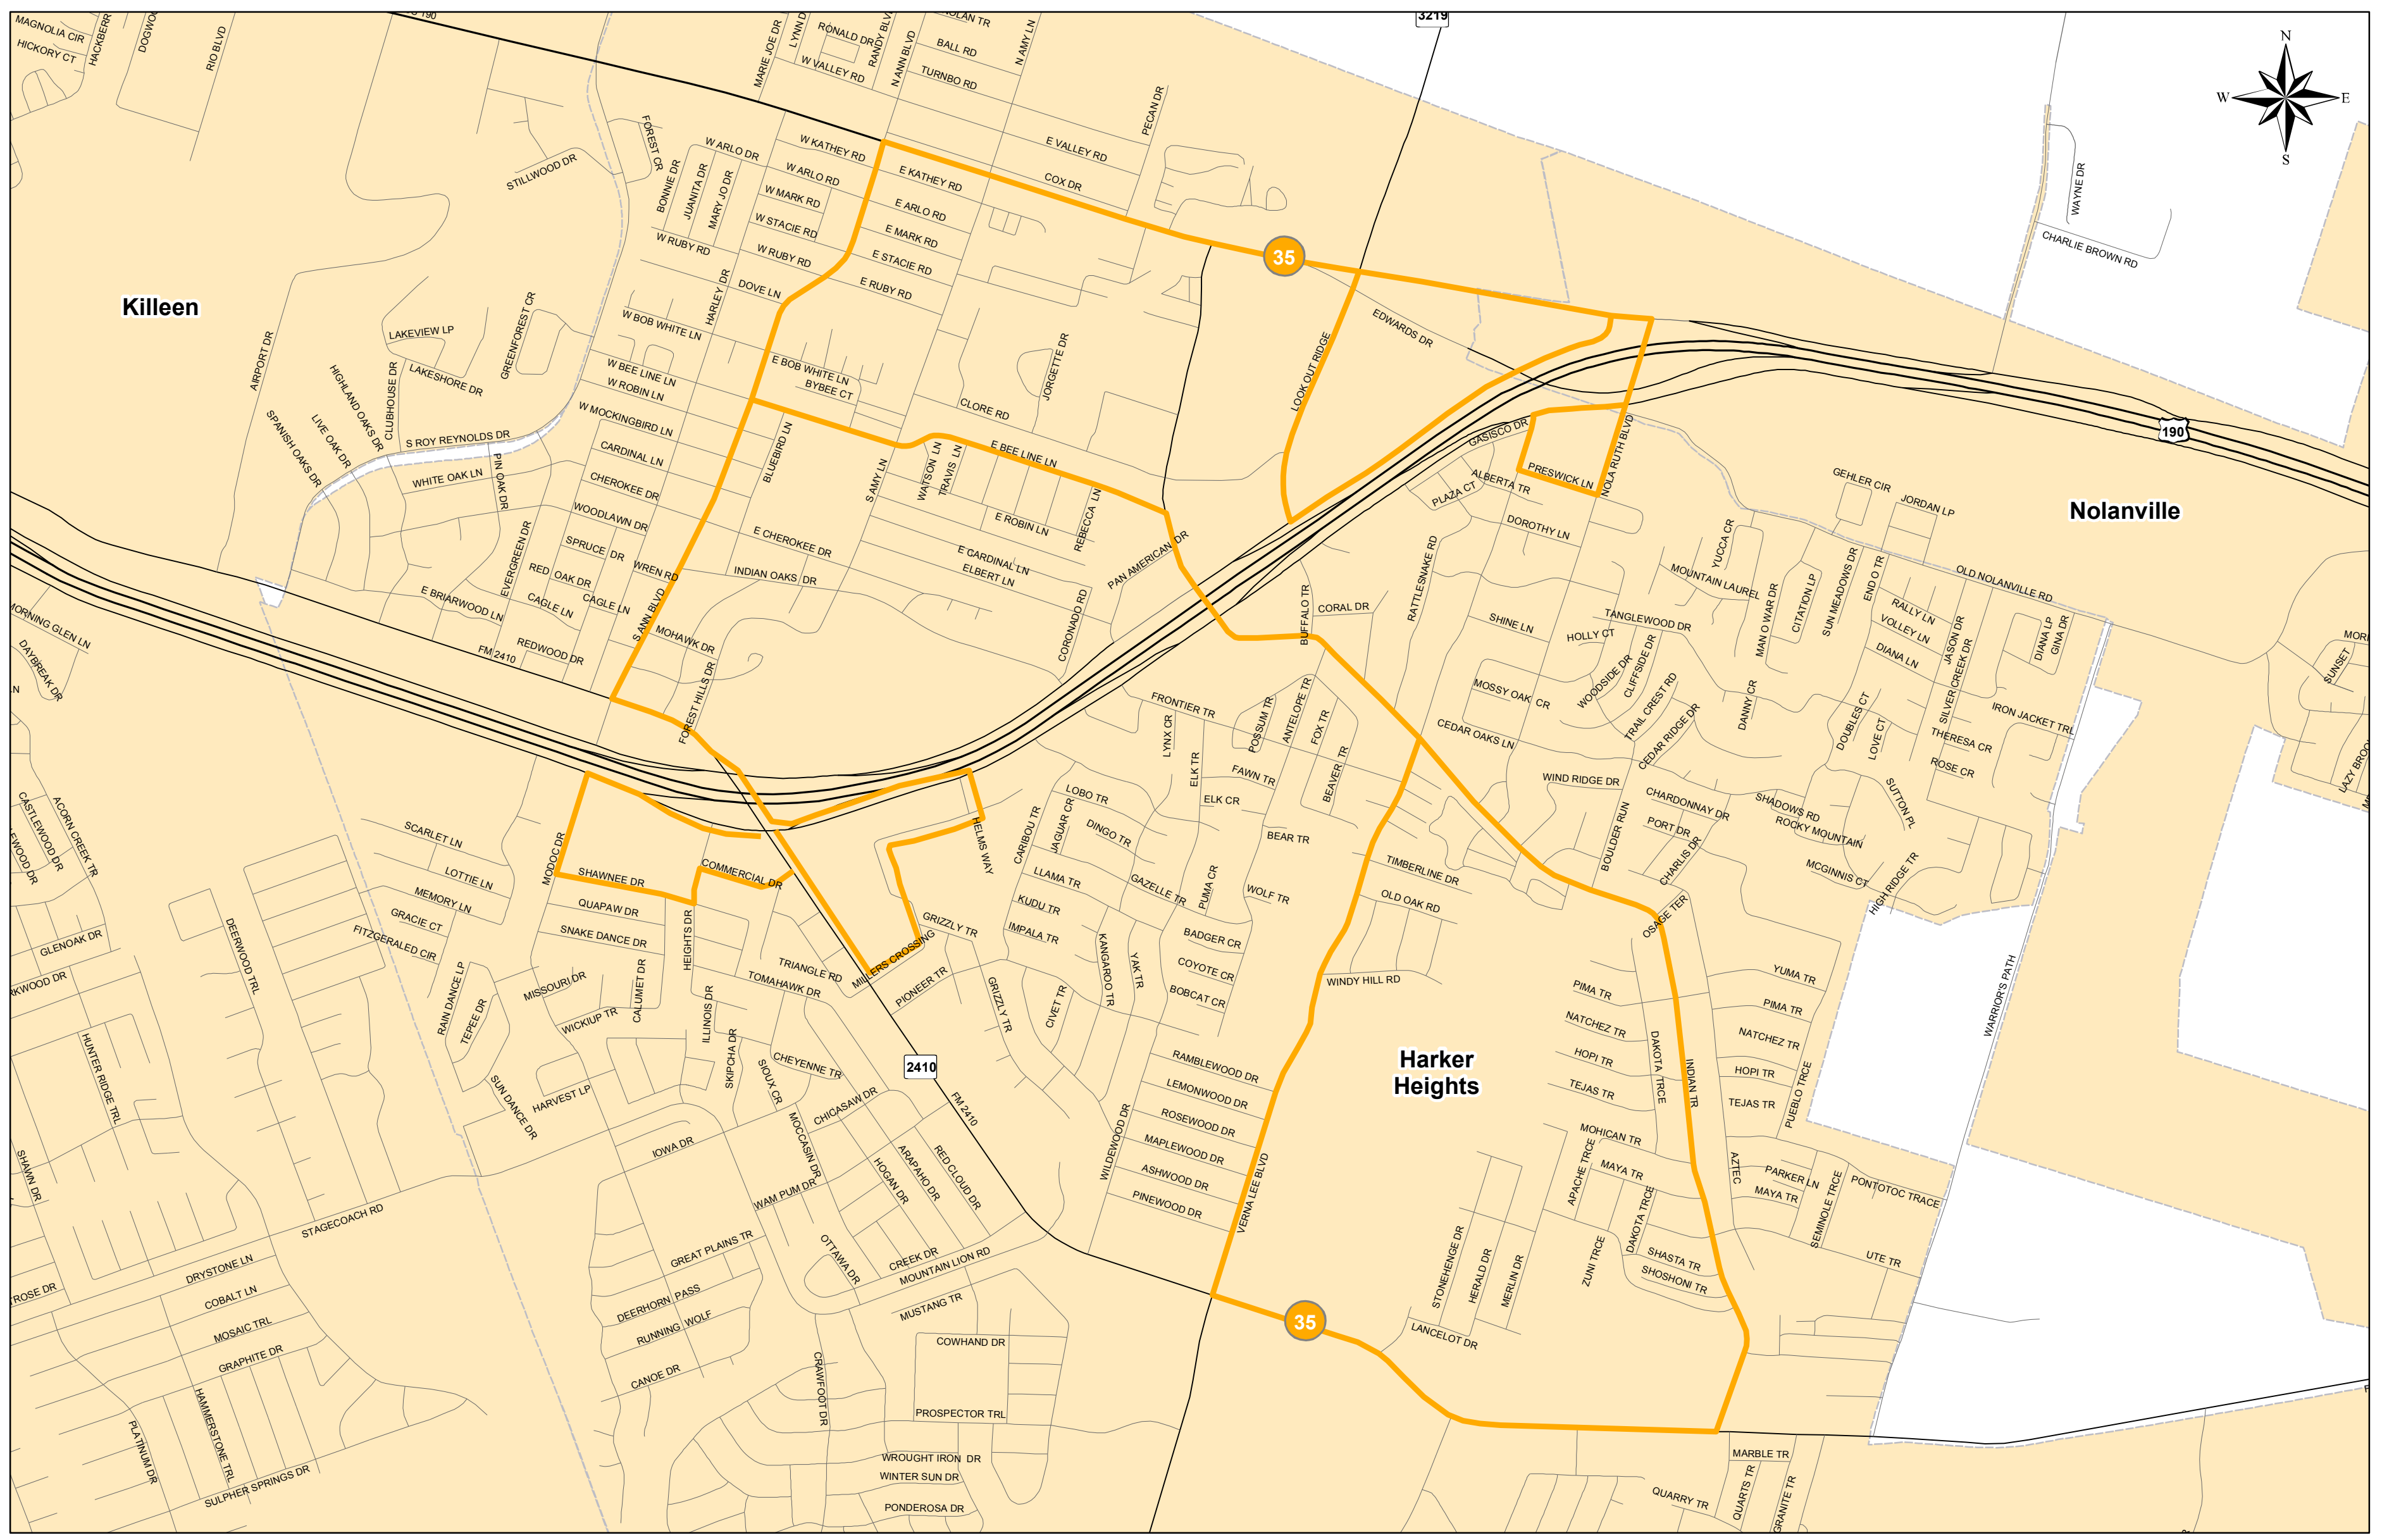 MAGNOLIA CIR
HICKORY CT
RIO BLVD
MARIE JOE DR
RONALD DR
W VALLEY RD
N ANN BLVD
BALL RD
TURNBO RD
N AMY LN
PECAN DR
3219
N
W
E
S
FOREST CR
STILLWOOD DR
BONNIE DR
JUANITA DR
MARY JO DR
W ARLO DR
W KATHEY RD
W ARLO RD
W MARK RD
W STACIE RD
W RUBY RD
W RUBY RD
E KATHEY RD
E ARLO RD
E MARK RD
E STACIE RD
E RUBY RD
E VALLEY RD
COX DR
WAYNE DR
CHARLIE BROWN RD
35
Killeen
AIRPORT DR
LAKEVIEW LP
LAKESHORE DR
CLUBHOUSE DR
GREENFOREST CR
HARLEY DR
DOVE LN
W BOB WHITE LN
E BOB WHITE LN
BYBEE CT
W BEE LINE LN
W ROBIN LN
W MOCKINGBIRD LN
CARDINAL LN
CHEROKEE DR
WOODLAWN DR
SPRUCE DR
RED OAK DR
CAGLE LN
CAGLE LN
WREN RD
REDWOOD DR
HIGHLAND OAKS DR
LIVE OAK DR
SPANISH OAKS DR
S ROY REYNOLDS DR
WHITE OAK LN
PIN OAK DR
EVERGREEN DR
E BRIARWOOD LN
FM 2410
S ANN BLVD
MOHAWK DR
FOREST HILLS DR
INDIAN OAKS DR
E CHEROKEE DR
BLUEBIRD LN
S AMY LN
WATSON LN
TRAVIS LN
CLORE RD
JORGETTE DR
E BEE LINE LN
E ROBIN LN
REBECCA LN
E CARDINAL LN
ELBERT LN
CORONADO RD
PAN AMERICAN DR
LOOK OUT RIDGE
EDWARDS DR
GASISCO DR
PRESWICK LN
NOLA RUTH BLVD
ALBERTA TR
PLAZA CT
DOROTHY LN
190
Nolanville
GEHLER CIR
JORDAN LP
YUCCA CR
MOUNTAIN LAUREL
MAN O WAR DR
CITATION LP
SUN MEADOWS DR
END O TR
OLD NOLANVILLE RD
RALLY LN
VOLLEY LN
DIANA LN
JASON DR
SILVER CREEK DR
DIANA LP
GINA DR
IRON JACKET TRL
THERESA CR
ROSE CR
DOUBLES CT
LOVE CT
SUTTON PL
SUNSET
RATTLESNAKE RD
BUFFALO TR
CORAL DR
SHINE LN
HOLLY CT
TANGLEWOOD DR
WOODSIDE DR
CLIFFSIDE DR
TRAIL CREST RD
CEDAR RIDGE DR
DANNY CR
MOSSY OAK CR
CEDAR OAKS LN
WIND RIDGE DR
BOULDER RUN
CHARDONNAY DR
PORT DR
CHARLIS DR
SHADOWS RD
ROCKY MOUNTAIN
MCGINNIS CT
HIGH RIDGE TR
OSAGE TER
WARRIOR'S PATH
DAYBREAK DR
ACORN CREEK TR
CASTLEWOOD DR
GLENOAK DR
DEERWOOD TRL
HUNTER RIDGE TRL
SHAWN DR
SCARLET LN
LOTTIE LN
MEMORY LN
GRACIE CT
FITZGERALED CIR
RAIN DANCE LP
TEPEE DR
SUN DANCE DR
MODOC DR
SHAWNEE DR
QUAPAW DR
SNAKE DANCE DR
MISSOURI DR
WICKIUP TR
CALUMET DR
HARVEST LP
HEIGHTS DR
ILLINOIS DR
COMMERCIAL DR
TOMAHAWK DR
TRIANGLE RD
MILLERS CROSSING
SKIPCHA DR
SIOUX CR
CHEYENNE TR
CHICASAW DR
MOCCASIN DR
IOWA DR
WAM PUM DR
HOGAN DR
ARAPAHO DR
RED CLOUD DR
2410
FM 2410
HELMS WAY
GRIZZLY TR
PIONEER TR
GRIZZLY TR
FRONTIER TR
LYNX CR
ELK TR
POSSUM TR
ANTELOPE TR
FOX TR
BEAVER TR
FAWN TR
ELK CR
BEAR TR
CARIBOU TR
LOBO TR
JAGUAR CR
DINGO TR
LLAMA TR
GAZELLE TR
PUMA CR
WOLF TR
KUDU TR
IMPALA TR
KANGAROO TR
YAK TR
CIVET TR
BADGER CR
COYOTE CR
BOBCAT CR
TIMBERLINE DR
OLD OAK RD
WINDY HILL RD
Harker
Heights
RAMBLEWOOD DR
LEMONWOOD DR
ROSEWOOD DR
MAPLEWOOD DR
ASHWOOD DR
PINEWOOD DR
WILDEWOOD DR
VERNA LEE BLVD
PIMA TR
NATCHEZ TR
HOPI TR
TEJAS TR
DAKOTA TRCE
INDIAN TR
YUMA TR
PIMA TR
NATCHEZ TR
HOPI TR
TEJAS TR
PUEBLO TRCE
MOHICAN TR
MAYA TR
APACHE TRCE
DAKOTA TRCE
ZUNI TRCE
SHASTA TR
SHOSHONI TR
AZTEC
PARKER LN
MAYA TR
SEMINOLE TRCE
PONTOTOC TRACE
UTE TR
STONEHENGE DR
HERALD DR
MERLIN DR
LANCELOT DR
35
STAGECOACH RD
DRYSTONE LN
COBALT LN
MOSAIC TRL
GRAPHITE DR
HAMMERSTONE TRL
PLATINUM DR
SULPHER SPRINGS DR
GREAT PLAINS TR
DEERHORN PASS
RUNNING WOLF
CANOE DR
OTTAWA DR
CREEK DR
MOUNTAIN LION RD
MUSTANG TR
COWHAND DR
CRAWFOOT DR
PROSPECTOR TRL
WROUGHT IRON DR
WINTER SUN DR
PONDEROSA DR
MARBLE TR
QUARRY TR
QUARTS TR
GRANITE TR